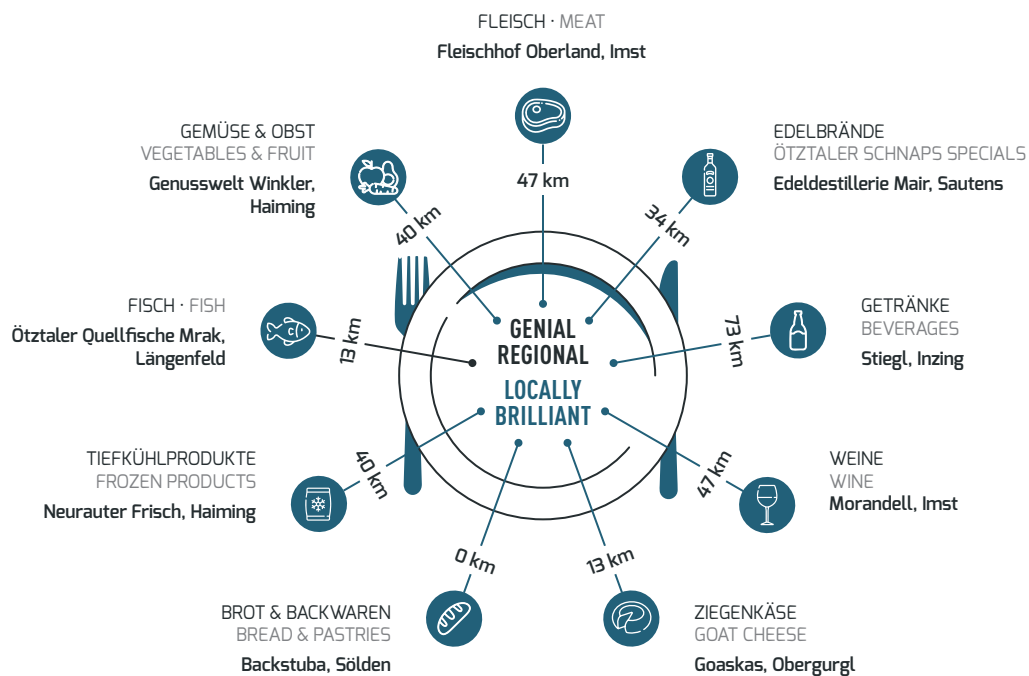 FLEISCH · MEAT
Fleischhof Oberland, Imst
47 km
EDELBRÄNDE
ÖTZTALER SCHNAPS SPECIALS
Edeldestillerie Mair, Sautens
34 km
GETRÄNKE
BEVERAGES
Stiegl, Inzing
73 km
WEINE
WINE
Morandell, Imst
47 km
ZIEGENKÄSE
GOAT CHEESE
Goaskas, Obergurgl
13 km
BROT & BACKWAREN
BREAD & PASTRIES
Backstuba, Sölden
0 km
TIEFKÜHLPRODUKTE
FROZEN PRODUCTS
Neurauter Frisch, Haiming
40 km
FISCH · FISH
Ötztaler Quellfische Mrak,
Längenfeld
13 km
GEMÜSE & OBST
VEGETABLES & FRUIT
Genusswelt Winkler,
Haiming
40 km
GENIAL
REGIONAL
LOCALLY
BRILLIANT